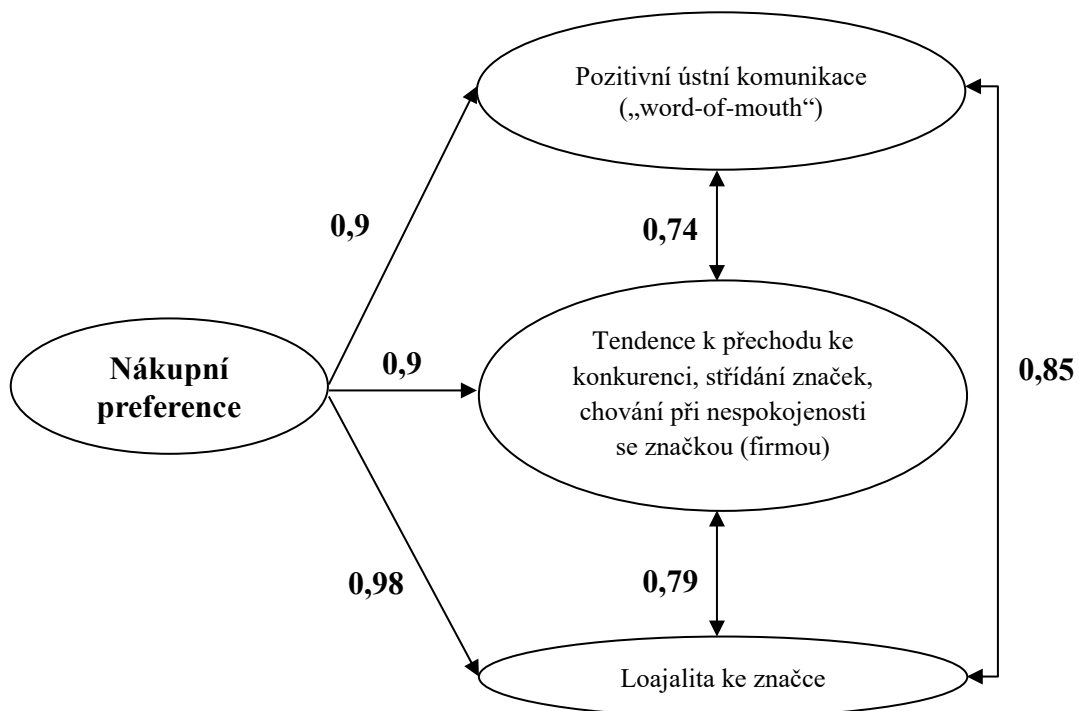 Pozitivní ústní komunikace
(„word-of-mouth“)
0,9
0,74
Nákupní
preference
0,9
Tendence k přechodu ke
konkurenci, střídání značek,
chování při nespokojenosti
se značkou (firmou)
0,85
0,98
0,79
Loajalita ke značce